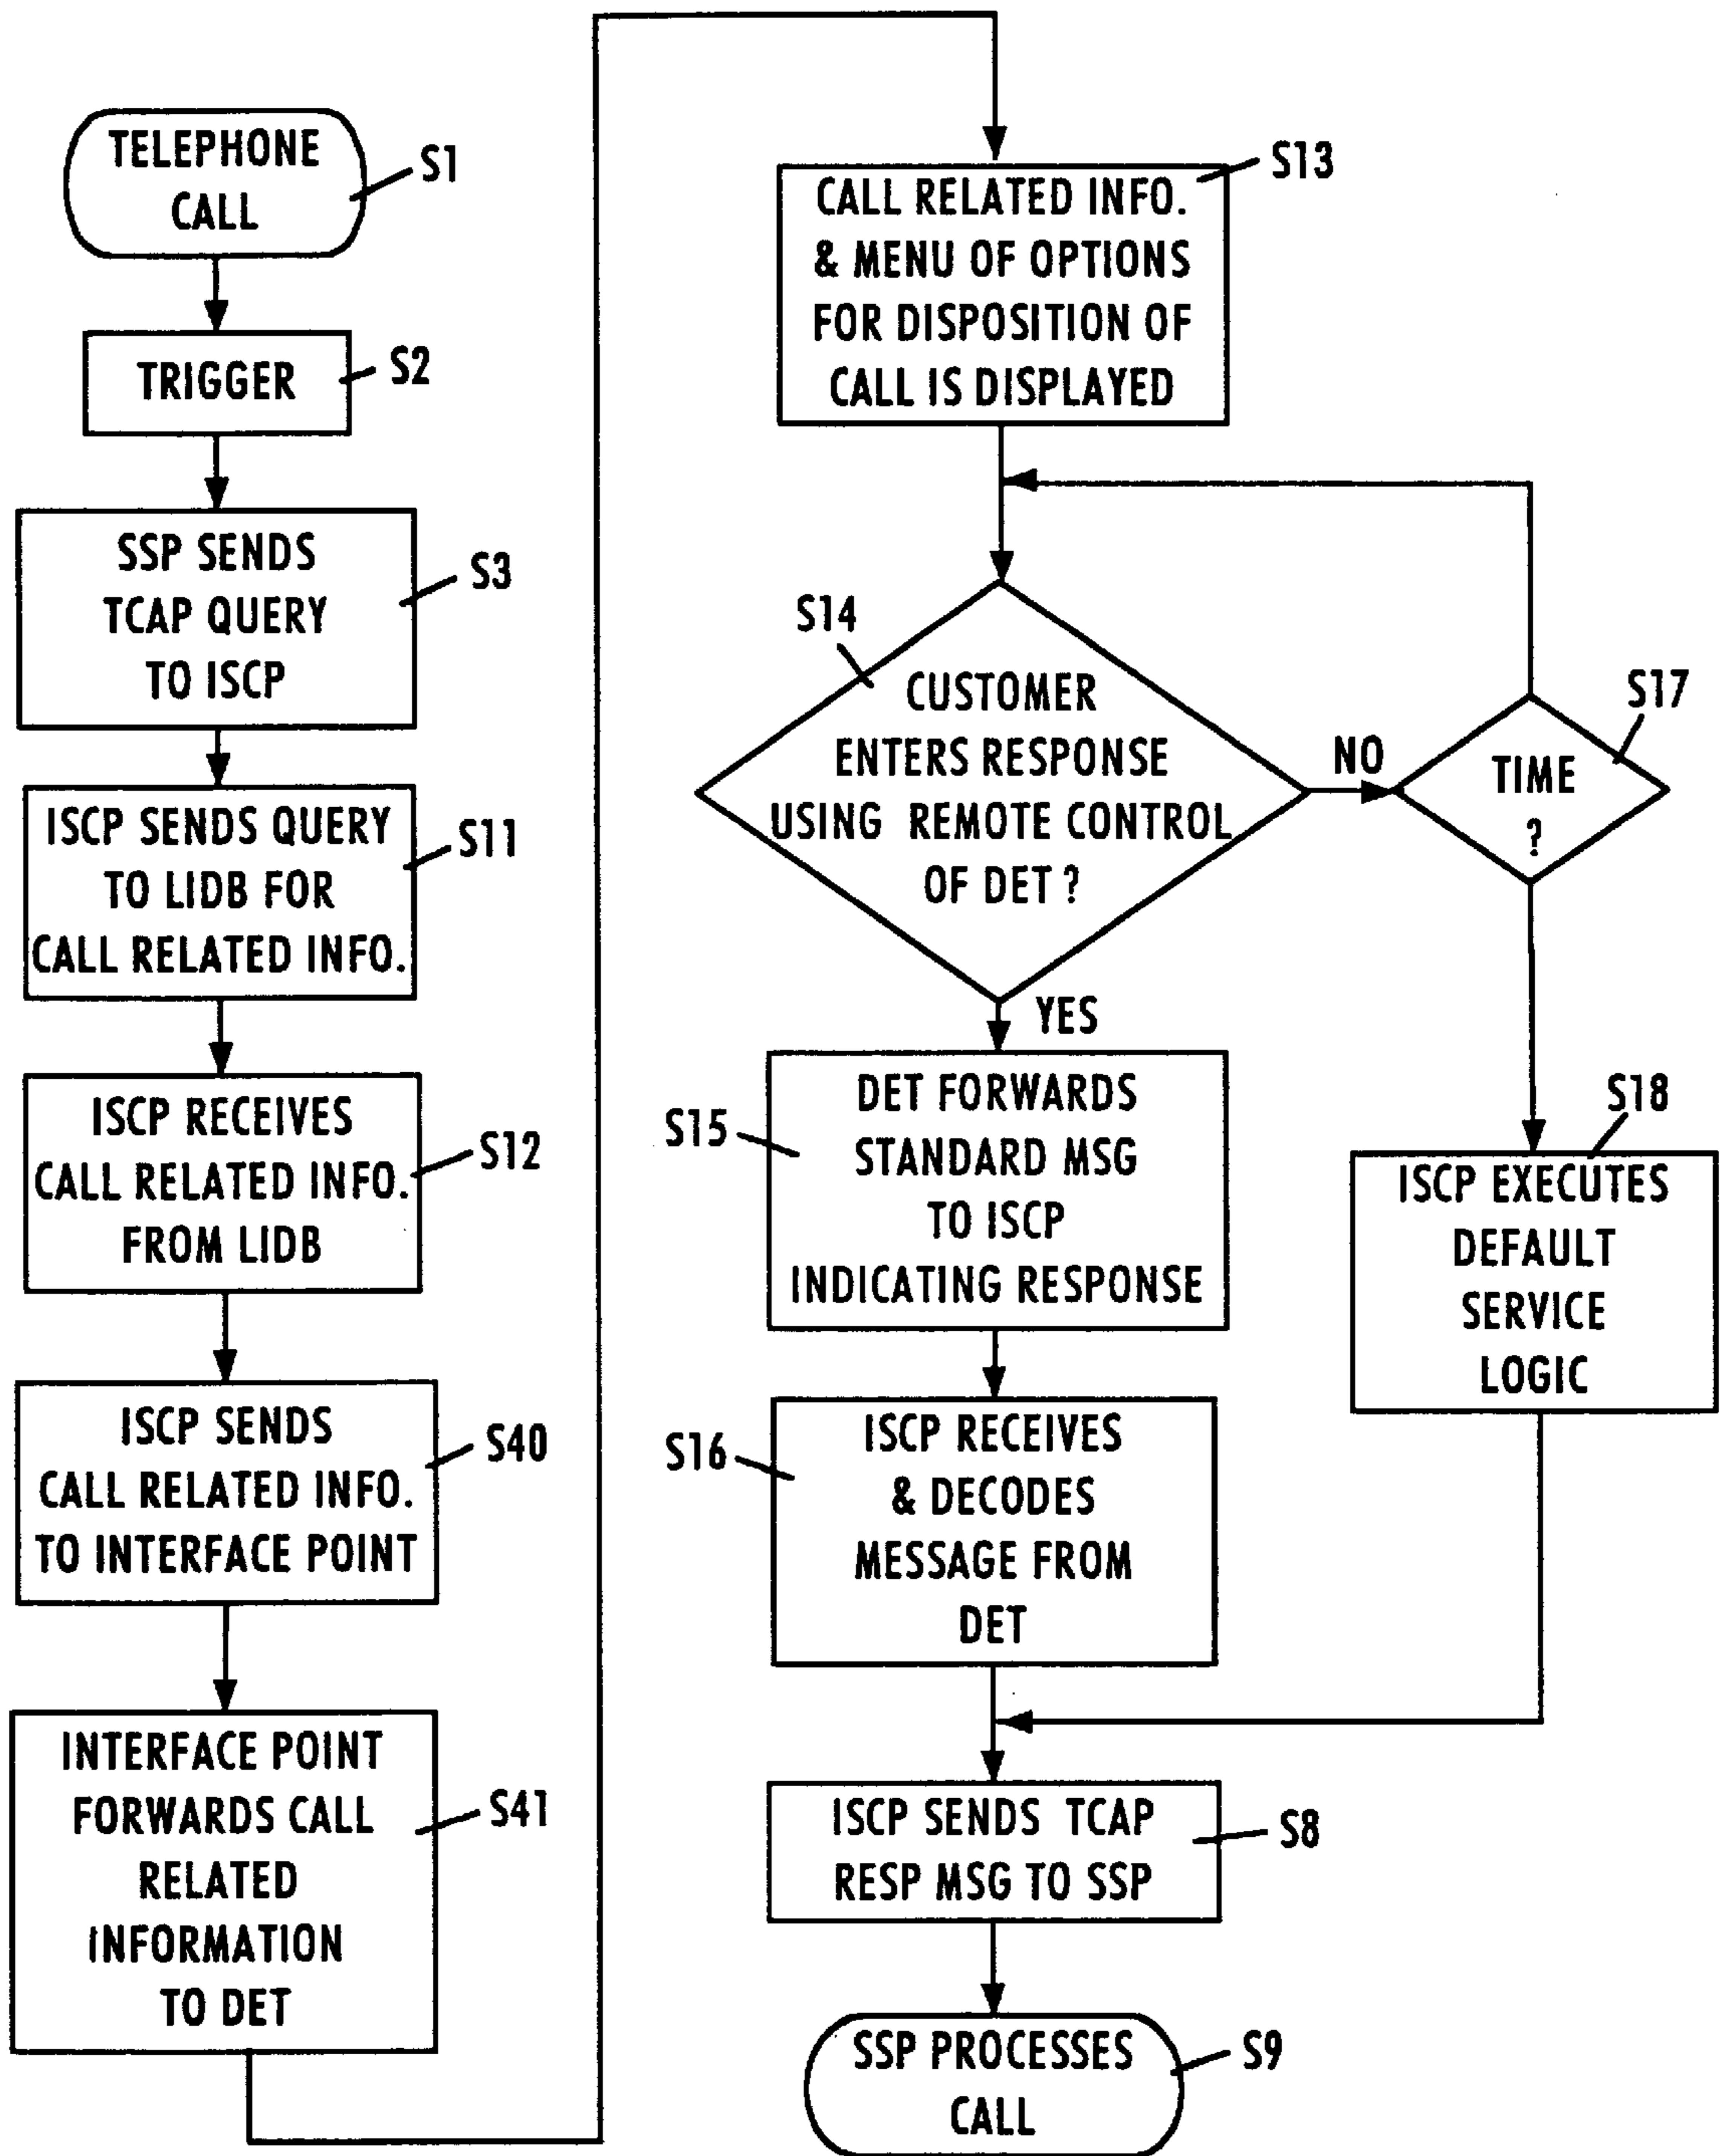 TELEPHONE
CALL
S1
TRIGGER
S2
SSP SENDS
TCAP QUERY
TO ISCP
S3
ISCP SENDS QUERY
TO LIDB FOR
CALL RELATED INFO.
S11
ISCP RECEIVES
CALL RELATED INFO.
FROM LIDB
S12
ISCP SENDS
CALL RELATED INFO.
TO INTERFACE POINT
S40
INTERFACE POINT
FORWARDS CALL
RELATED
INFORMATION
TO DET
S41
CALL RELATED INFO.
& MENU OF OPTIONS
FOR DISPOSITION OF
CALL IS DISPLAYED
S13
S14
CUSTOMER
ENTERS RESPONSE
USING REMOTE CONTROL
OF DET ?
NO
TIME
?
S17
YES
S15
DET FORWARDS
STANDARD MSG
TO ISCP
INDICATING RESPONSE
S18
ISCP EXECUTES
DEFAULT
SERVICE
LOGIC
S16
ISCP RECEIVES
& DECODES
MESSAGE FROM
DET
ISCP SENDS TCAP
RESP MSG TO SSP
S8
SSP PROCESSES
CALL
S9